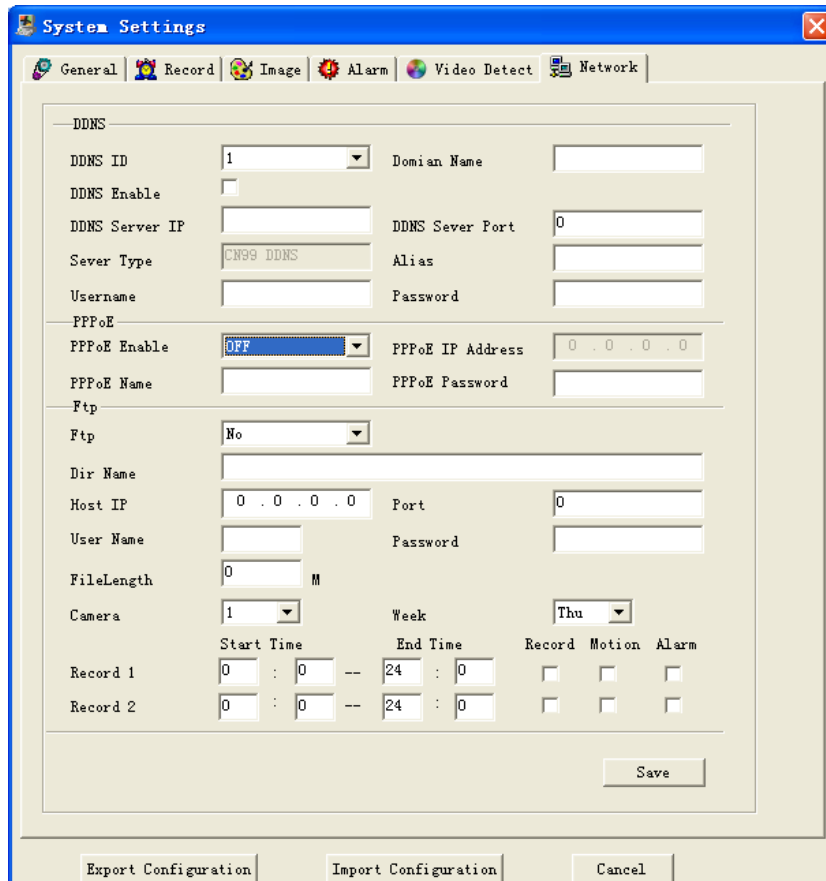 System Settings
General Record Image Alarm Video Detect Network
DDNS
DDNS ID 1 Domian Name
DDNS Enable
DDNS Server IP DDNS Sever Port 0
Sever Type CN99 DDNS Alias
Username Password
PPPoE
PPPoE Enable OFF PPPoE IP Address 0 . 0 . 0 . 0
PPPoE Name PPPoE Password
Ftp
Ftp No
Dir Name
Host IP 0 . 0 . 0 . 0 Port 0
User Name Password
FileLength 0 M
Camera 1 Week Thu
Start Time End Time Record Motion Alarm
Record 1 0 : 0 -- 24 : 0
Record 2 0 : 0 -- 24 : 0
Save
Export Configuration Import Configuration Cancel